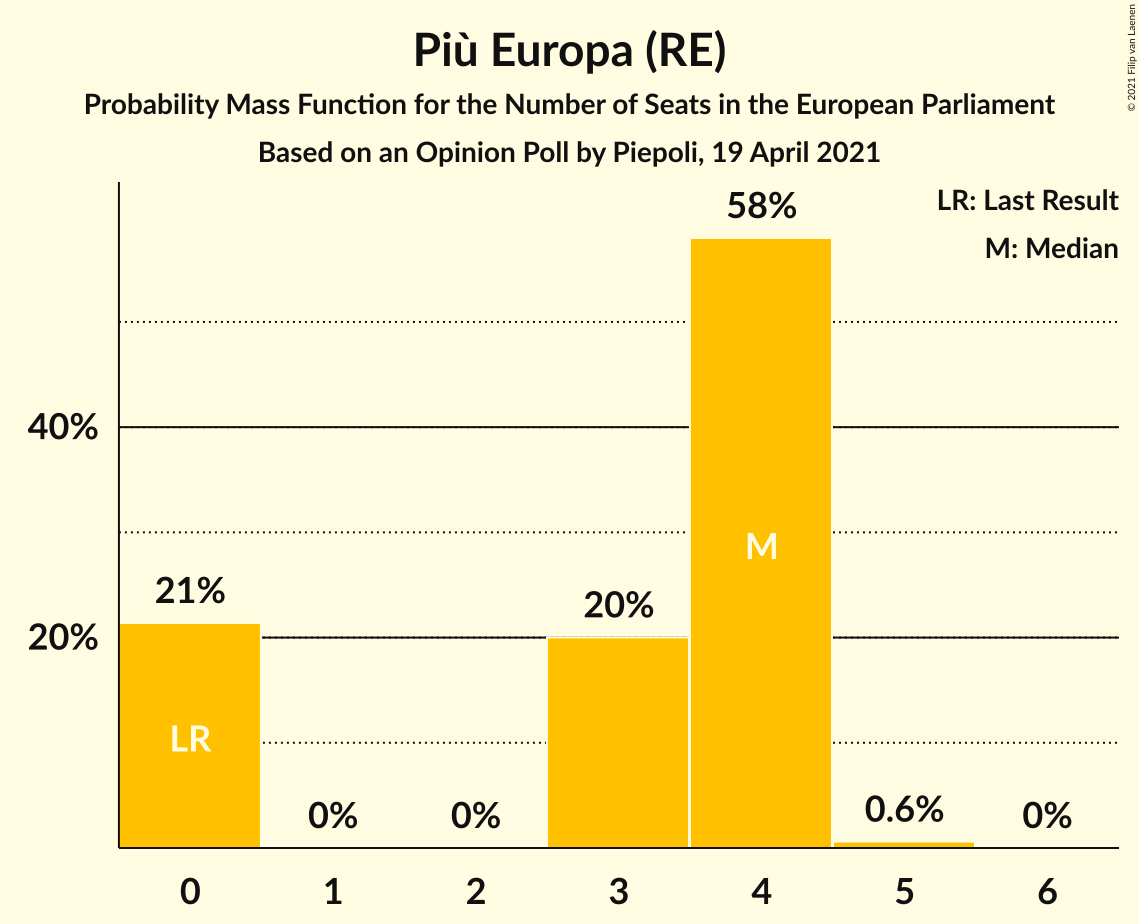 Più Europa (RE)
Probability Mass Function for the Number of Seats in the European Parliament
Based on an Opinion Poll by Piepoli, 19 April 2021
© 2021 Filip van Laenen
LR: Last Result
M: Median
58%
40%
M
21%
20%
20%
LR
0%
0%
0.6%
0%
0 1 2 3 4 5 6